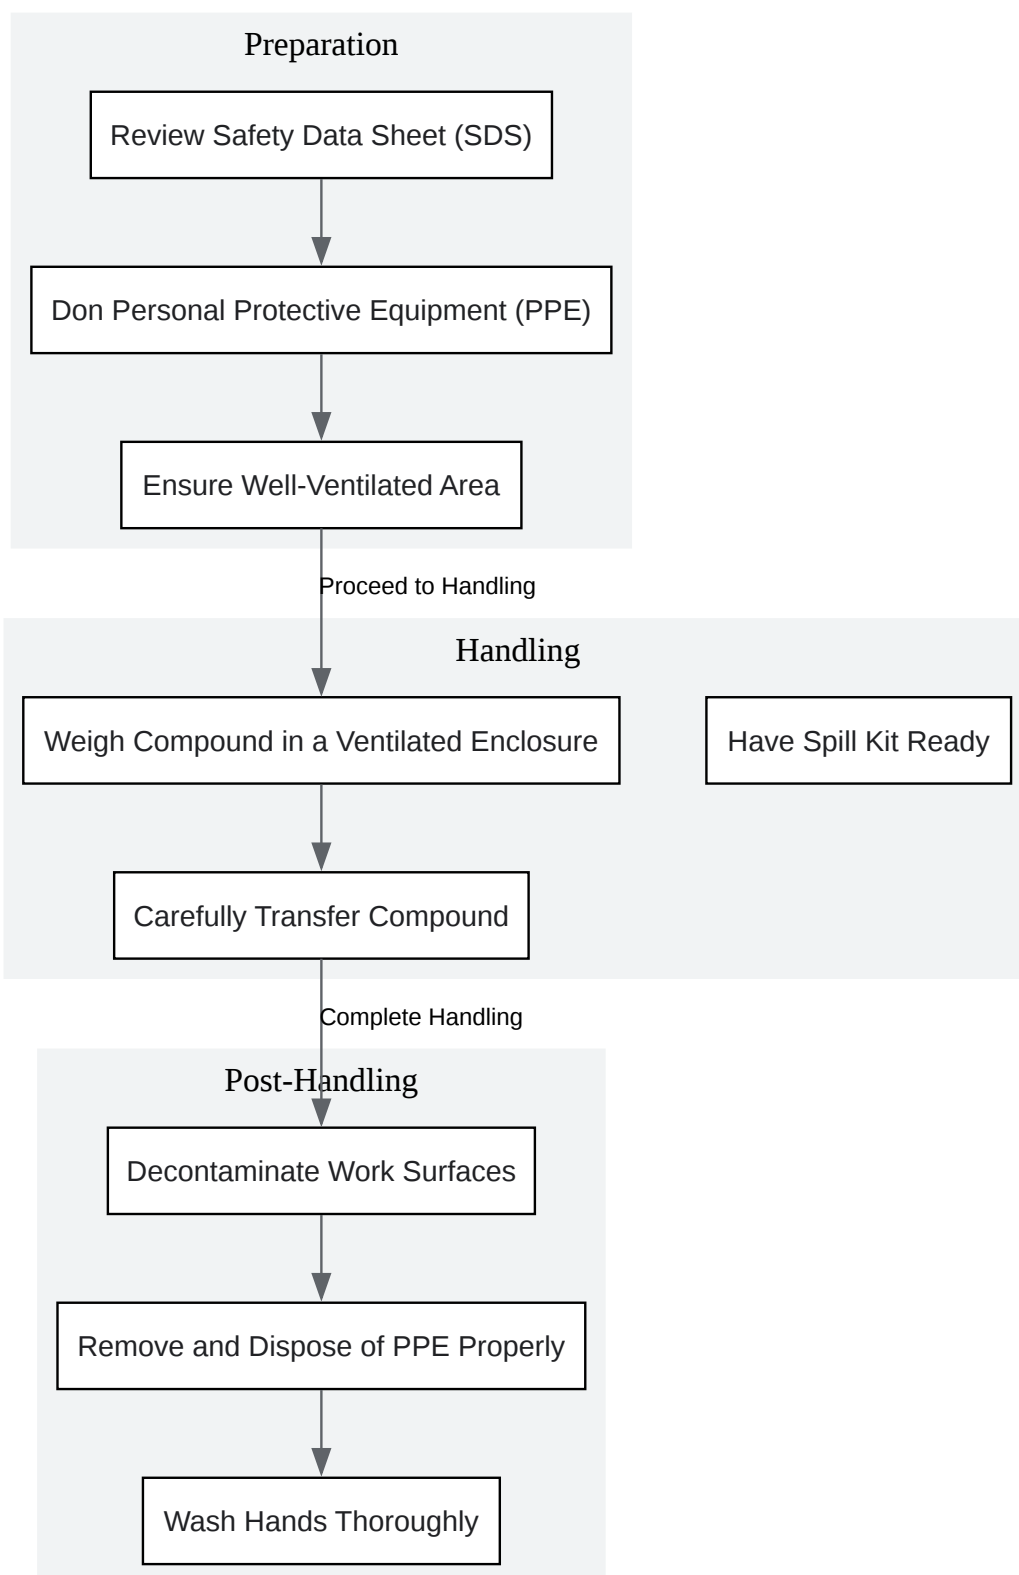 Preparation
Review Safety Data Sheet (SDS)
Don Personal Protective Equipment (PPE)
Ensure Well-Ventilated Area
Proceed to Handling
Handling
Weigh Compound in a Ventilated Enclosure
Have Spill Kit Ready
Carefully Transfer Compound
Complete Handling
Post-Handling
Decontaminate Work Surfaces
Remove and Dispose of PPE Properly
Wash Hands Thoroughly